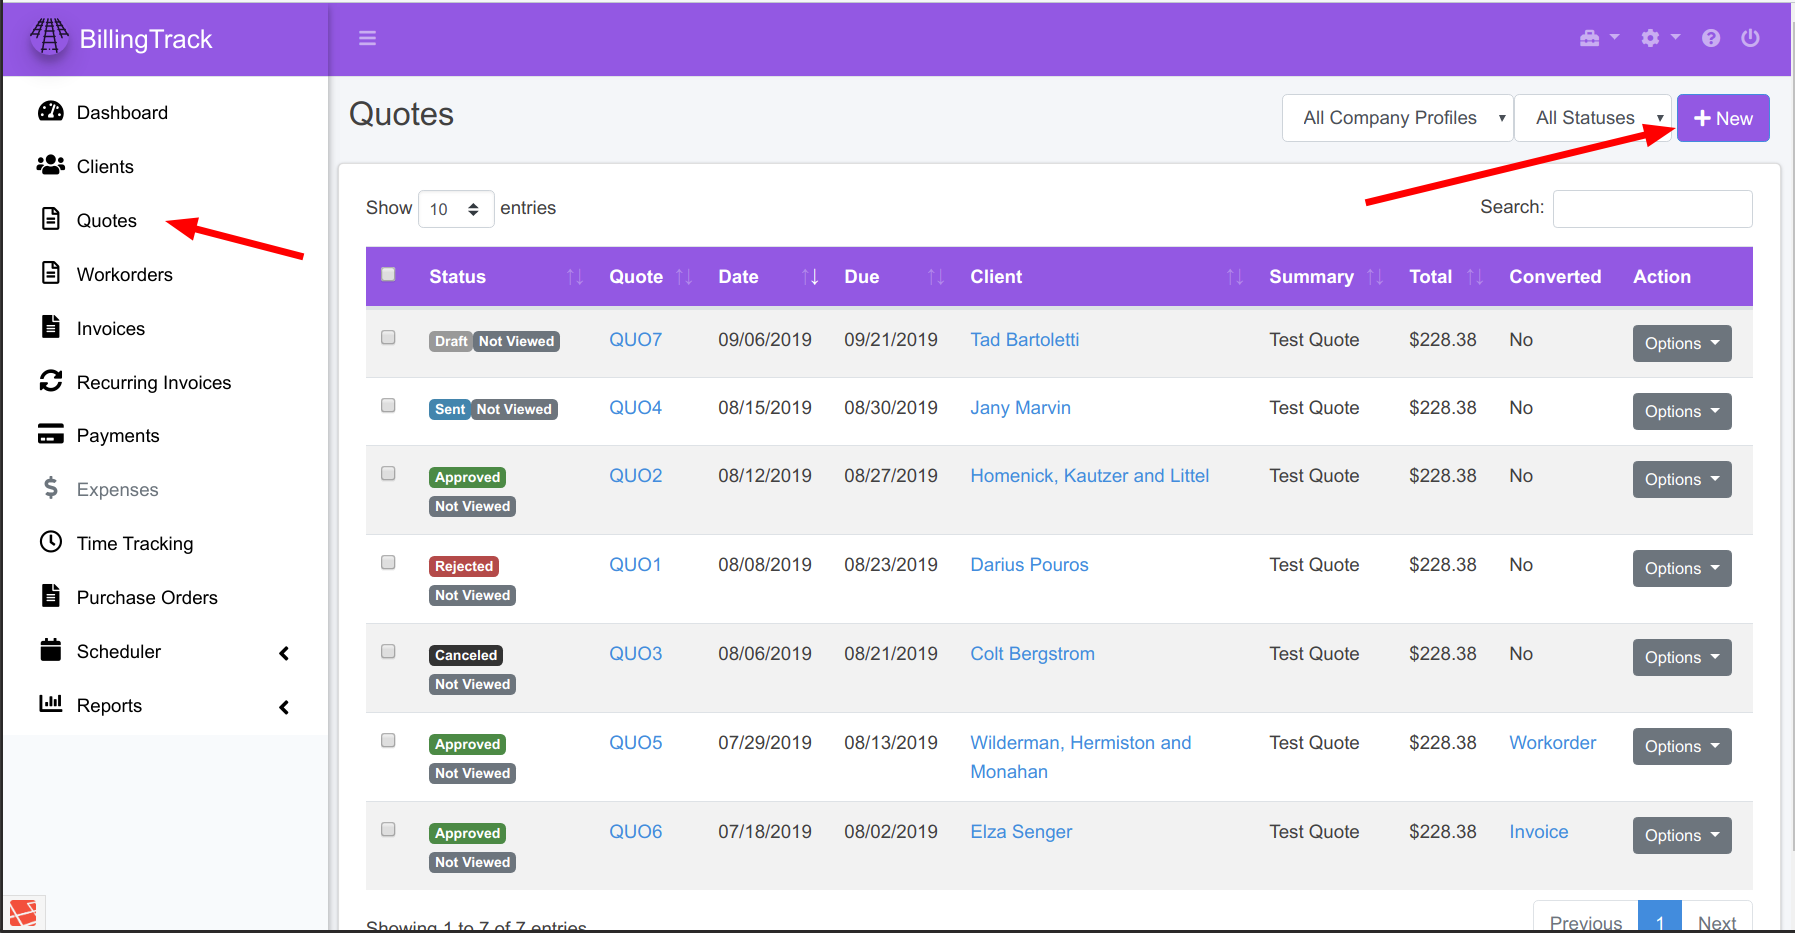 BillingTrack
Dashboard
Clients
Quotes
Workorders
Invoices
Recurring Invoices
Payments
Expenses
Time Tracking
Purchase Orders
Scheduler
Reports
Quotes
All Company Profiles All Statuses New
Show 10 entries Search:
Status Quote Date Due Client Summary Total Converted Action
Draft Not Viewed QUO7 09/06/2019 09/21/2019 Tad Bartoletti Test Quote $228.38 No Options
Sent Not Viewed QUO4 08/15/2019 08/30/2019 Jany Marvin Test Quote $228.38 No Options
Approved QUO2 08/12/2019 08/27/2019 Homenick, Kautzer and Littel Test Quote $228.38 No Options
Not Viewed
Rejected QUO1 08/08/2019 08/23/2019 Darius Pouros Test Quote $228.38 No Options
Not Viewed
Canceled QUO3 08/06/2019 08/21/2019 Colt Bergstrom Test Quote $228.38 No Options
Not Viewed
Approved QUO5 07/29/2019 08/13/2019 Wilderman, Hermiston and Test Quote $228.38 Workorder Options
Not Viewed Monahan
Approved QUO6 07/18/2019 08/02/2019 Elza Senger Test Quote $228.38 Invoice Options
Not Viewed
Showing 1 to 7 of 7 entries Previous 1 Next